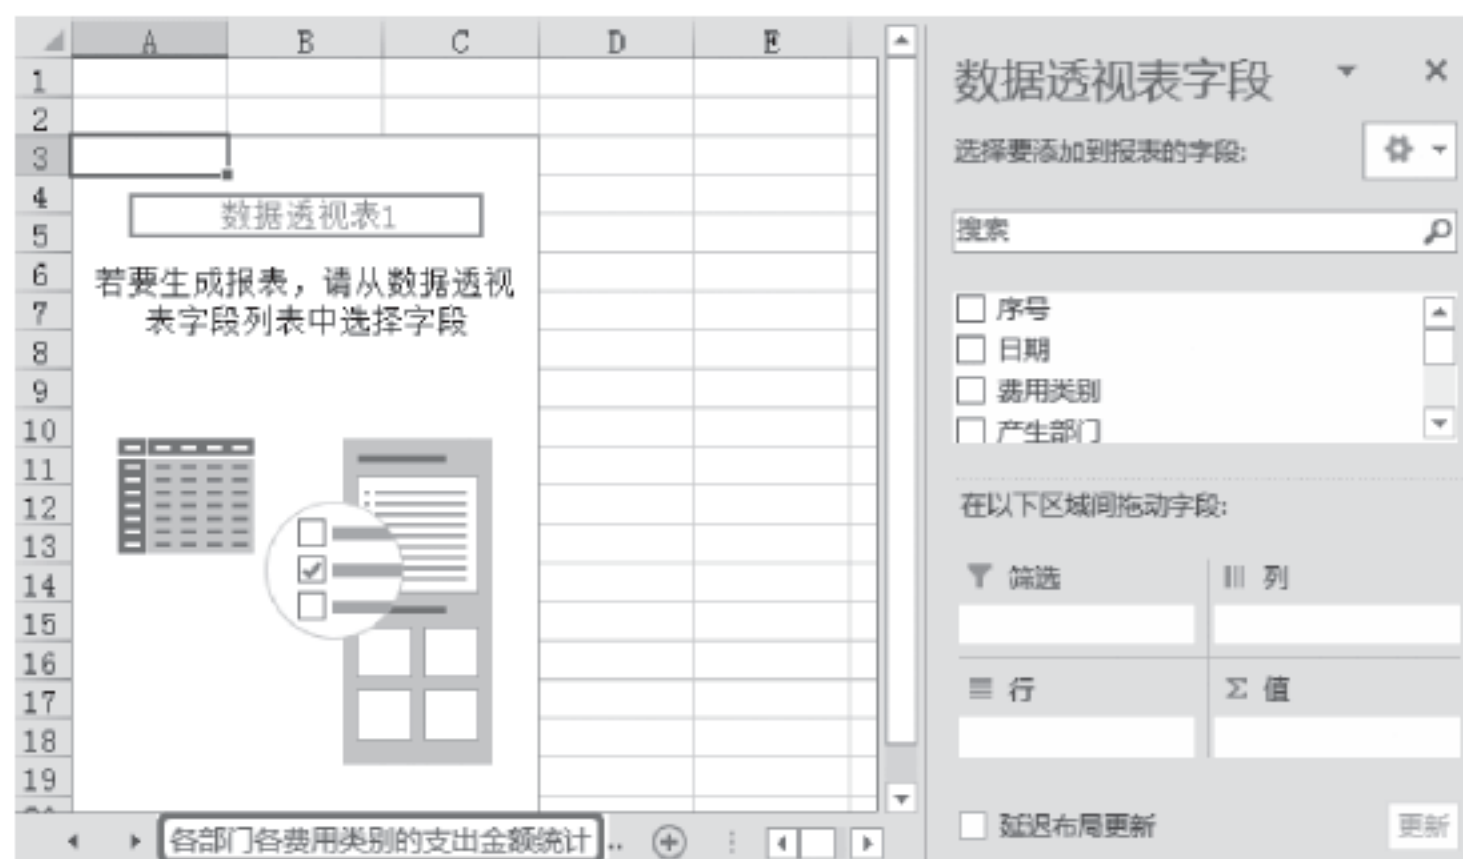 A B C D E
1
2
3
4
数据透视表1
5
6
若要生成报表，请从数据透视
7
表字段列表中选择字段
8
9
10
11
12
13
14
15
16
17
18
19
各部门各费用类别的支出金额统计 ..
数据透视表字段
选择要添加到报表的字段:
搜索
序号
日期
费用类别
产生部门
在以下区域间拖动字段:
筛选
列
行
Σ 值
延迟布局更新
更新